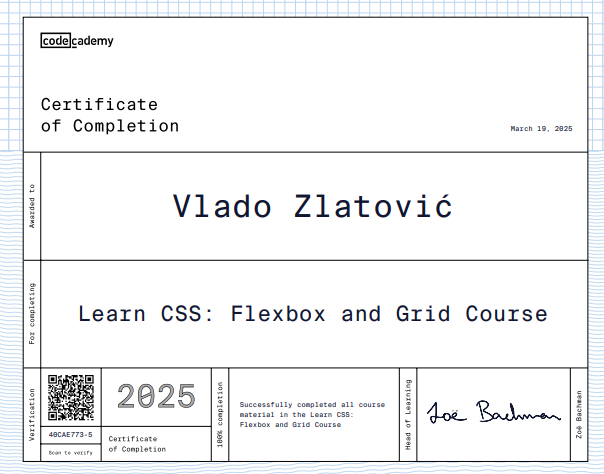 codecademy
Certificate
of Completion
March 19, 2025
Awarded to
Vlado Zlatović
For completing
Learn CSS: Flexbox and Grid Course
Verification
40CAE773-5
Scan to verify
2025
Certificate
of Completion
100% completion
Successfully completed all course
material in the Learn CSS:
Flexbox and Grid Course
Head of Learning
Zoë Bachman
Zoë Bachman